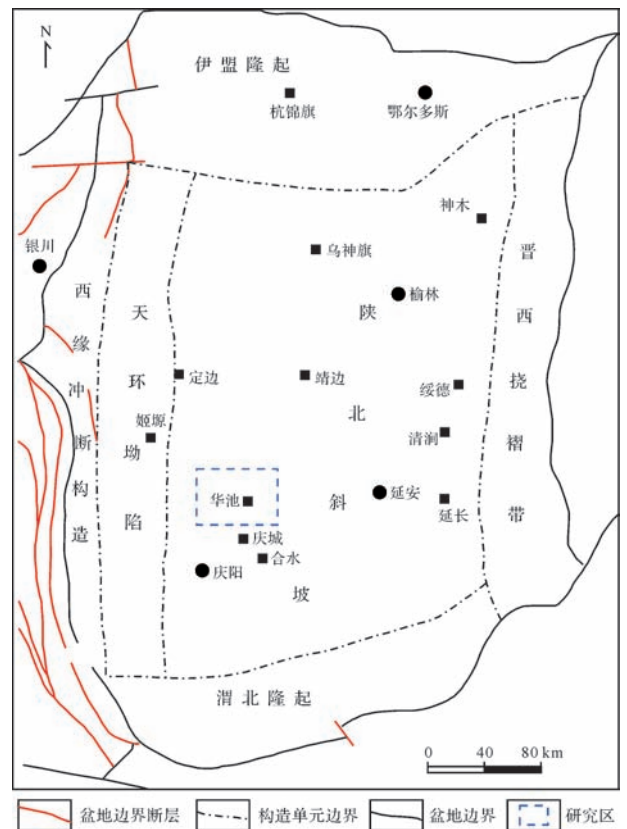 N
伊盟隆起
杭锦旗
鄂尔多斯
神木
银川
乌神旗
榆林
西缘冲断构造
天环坳陷
陕北斜坡
晋西挠褶带
定边
靖边
绥德
姬塬
清涧
华池
延安
延长
庆城
合水
庆阳
渭北隆起
0 40 80 km
盆地边界断层 构造单元边界 盆地边界 研究区